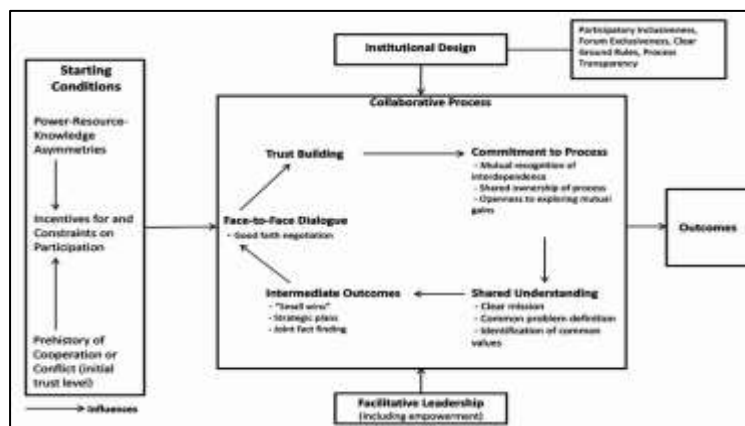 Institutional Design
Participatory Inclusiveness,
Forum Exclusiveness, Clear
Ground Rules, Process
Transparency
Starting
Conditions
Power-Resource-
Knowledge
Asymmetries
Incentives for and
Constraints on
Participation
Prehistory of
Cooperation or
Conflict (initial
trust level)
Influences
Collaborative Process
Trust Building
Commitment to Process
- Mutual recognition of
interdependence
- Shared ownership of process
- Openness to exploring mutual
gains
Face-to-Face Dialogue
- Good faith negotiation
Intermediate Outcomes
- "Small wins"
- Strategic plans
- Joint fact finding
Shared Understanding
- Clear mission
- Common problem definition
- Identification of common
values
Outcomes
Facilitative Leadership
(including empowerment)